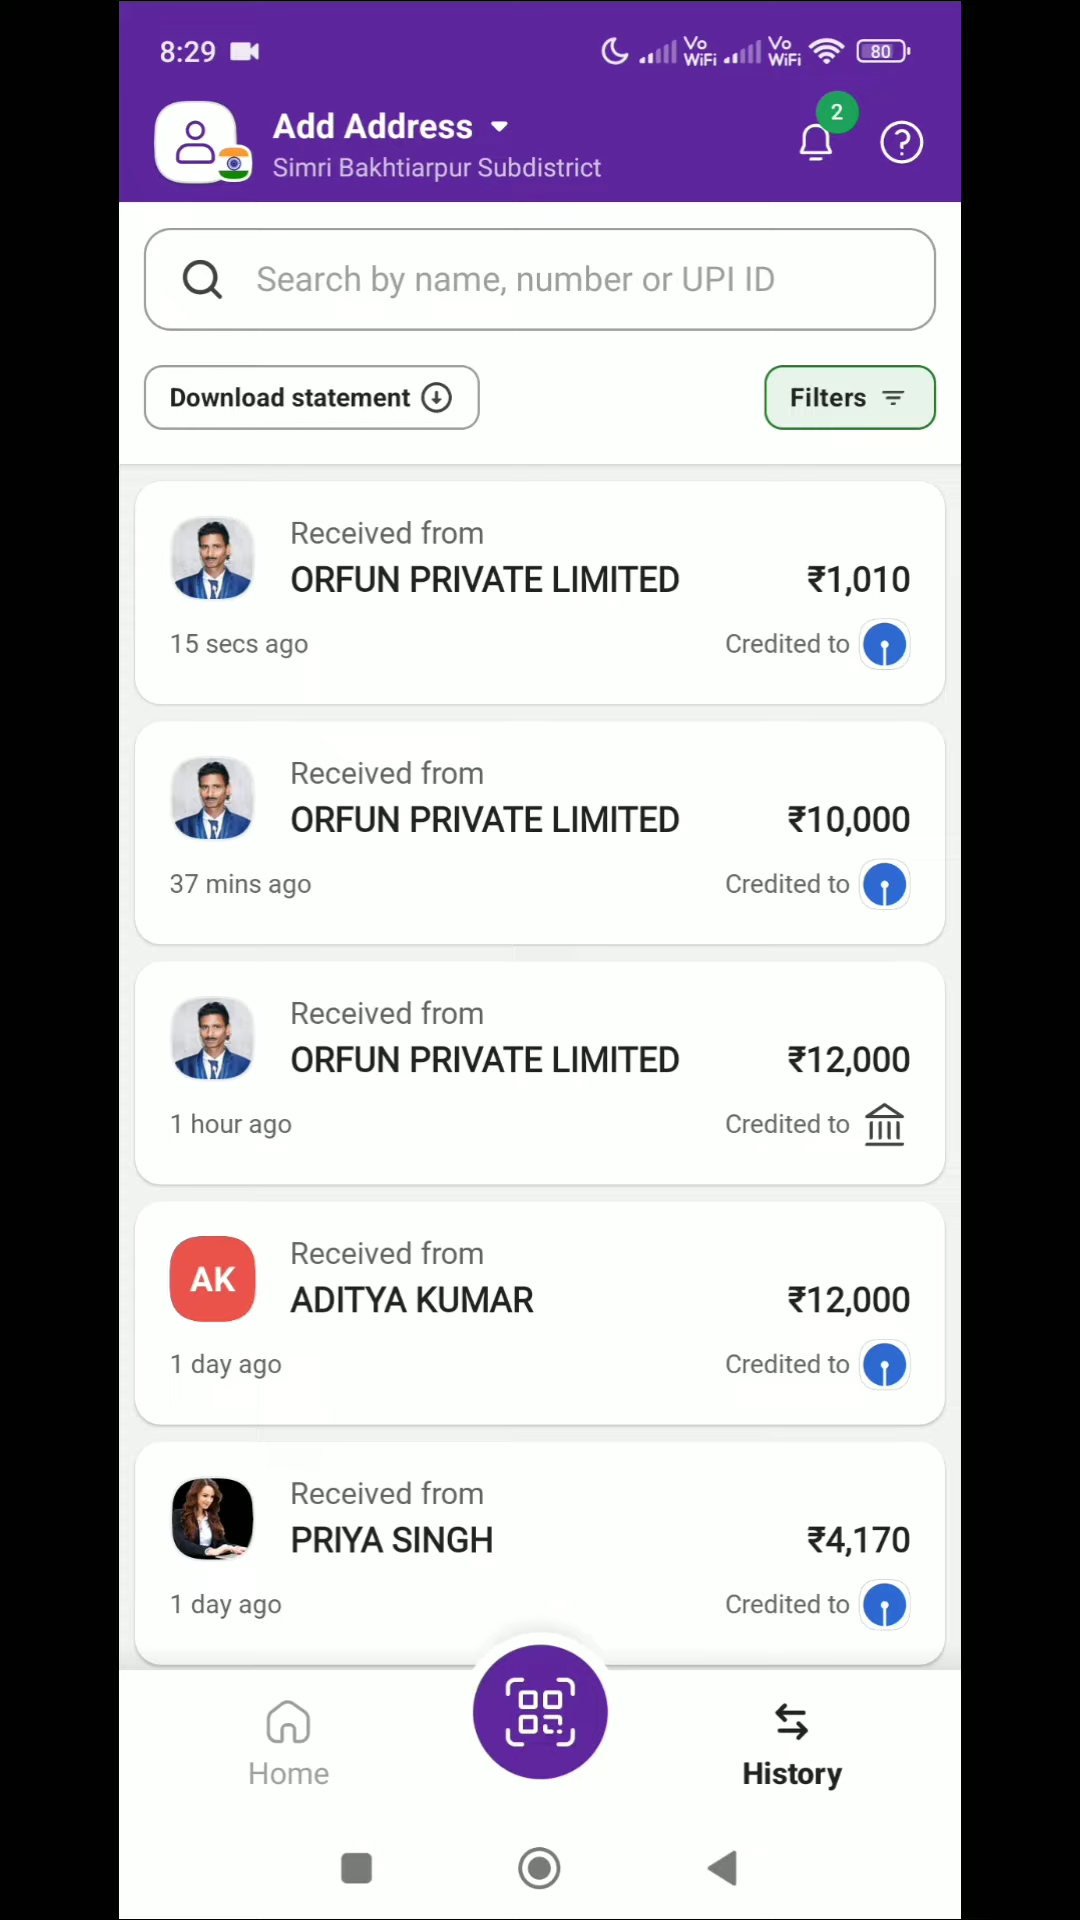 8:29
Vo WiFi
Vo WiFi
80
Add Address
2
?
Simri Bakhtiarpur Subdistrict
Search by name, number or UPI ID
Download statement
Filters
Received from
ORFUN PRIVATE LIMITED ₹1,010
15 secs ago Credited to
Received from
ORFUN PRIVATE LIMITED ₹10,000
37 mins ago Credited to
Received from
ORFUN PRIVATE LIMITED ₹12,000
1 hour ago Credited to
AK
Received from
ADITYA KUMAR ₹12,000
1 day ago Credited to
Received from
PRIYA SINGH ₹4,170
1 day ago Credited to
Home
History